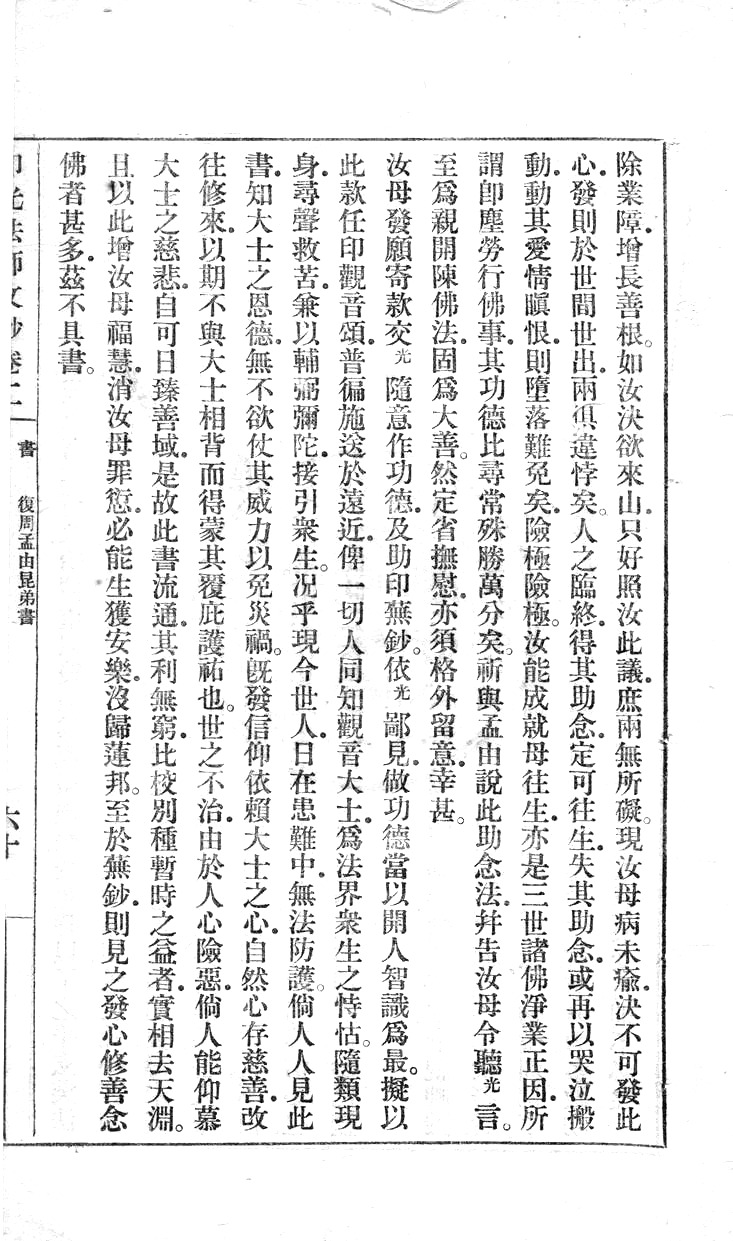 除業障。增長善根。如汝決欲來山。只好照汝此議。庶兩無所礙。現汝母病未瘉。決不可發此
心。發則於世間世出。兩俱違悖矣。人之臨終。得其助念。定可往生。失其助念。或再以哭泣搬
動。動其愛情瞋恨。則墮落難免矣。險極險極。汝能成就母往生。亦是三世諸佛淨業正因。所
謂卽塵勞行佛事。其功德比尋常殊勝萬分矣。祈與孟由說此助念法。幷告汝母令聽光言。
至爲親開陳佛法。固爲大善。然定省撫慰。亦須格外留意。幸甚。
汝母發願寄款交光隨意作功德。及助印蕪鈔。依光鄙見。做功德當以開人智識爲最。擬以
此款任印觀音頌。普徧施送於遠近。俾一切人同知觀音大士。爲法界衆生之恃怙。隨類現
身。尋聲救苦。兼以輔弼彌陀。接引衆生。况乎現今世人。日在患難中。無法防護。倘人人見此
書。知大士之恩德。無不欲仗其威力以免災禍。旣發信仰依賴大士之心。自然心存慈善。改
往修來。以期不與大士相背而得蒙其覆庇護祐也。世之不治。由於人心險惡。倘人能仰慕
大士之慈悲。自可日臻善域。是故此書流通。其利無窮。比校別種暫時之益者。實相去天淵。
且以此增汝母福慧。消汝母罪愆。必能生獲安樂。沒歸蓮邦。至於蕪鈔。則見之發心修善念
佛者甚多。茲不具書。
印光法師文鈔卷二 書 復周孟由昆弟書 六十